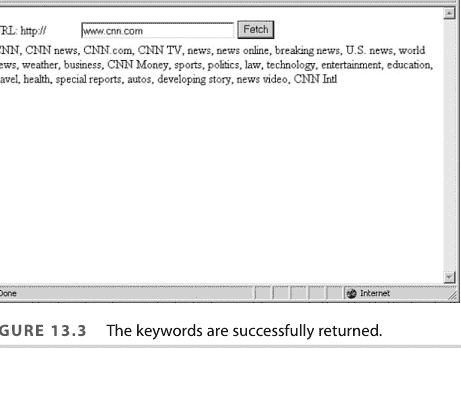 RL: http:// www.cnn.com Fetch
NN, CNN news, CNN.com, CNN TV, news, news online, breaking news, U.S. news, world
ews, weather, business, CNN Money, sports, politics, law, technology, entertainment, education,
avel, health, special reports, autos, developing story, news video, CNN Intl
Done Internet
GURE 13.3 The keywords are successfully returned.